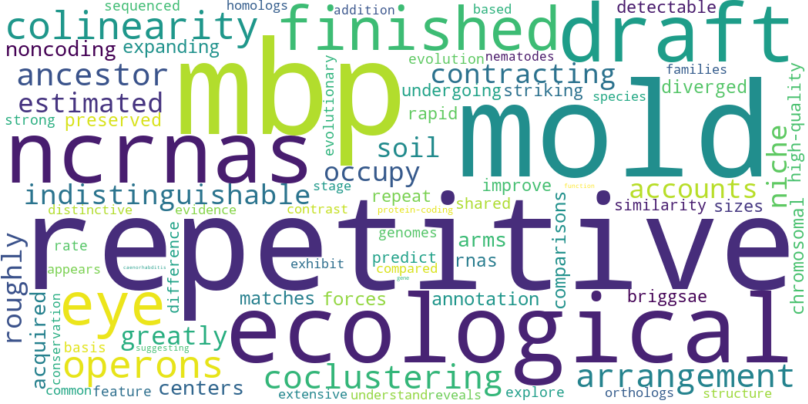 sequenced homologs addition based detectable
colinearity finished draft
noncoding expanding evolution nematodes families
ancestor mbp evolutionary contracting diverged high-quality
estimated undergoing striking species
strong preserved rapid mold
ncrnas soil niche
occupy
indistinguishable stage repeat improve accounts
distinctive evidence contrast protein-coding shared similarity sizes
function
repetitive
roughly rate difference genomes arms comparisons chromosomal
appears caenorhabditis exhibit predict rnas
compared
gene
eye matches forces annotation briggsae
acquired conservation greatly ecological
basis suggesting
operons coclustering arrangement
common feature centers extensive understand reveals explore orthologs structure